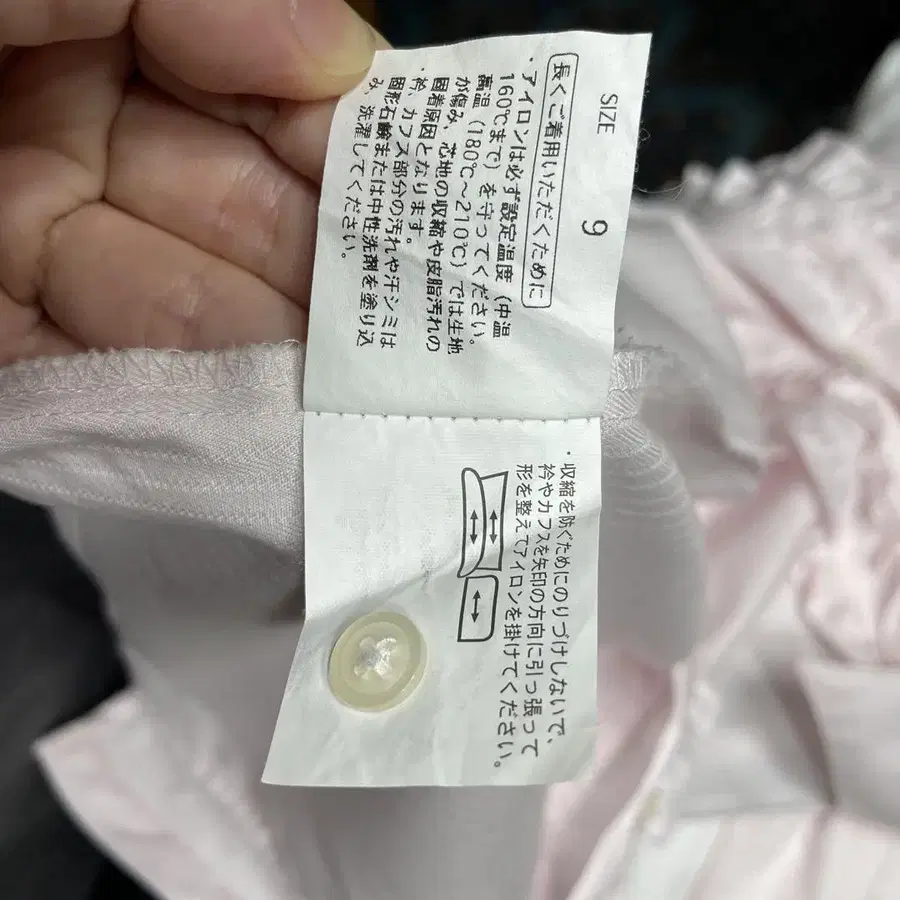 SIZE 9
長くご着用いただくために
・アイロンは必ず設定温度(中温
160℃まで)を守ってください。
高温(180℃~210℃)では生地
が傷み、芯地の収縮や皮脂汚れの
固着原因となります。
・衿、カフス部分の汚れや汗シミは
固形石鹸または中性洗剤を塗り込
み、洗濯してください。
・収縮を防ぐためにのりづけしないで、
衿やカフスを矢印の方向に引っ張って
形を整えてアイロンを掛けてください。